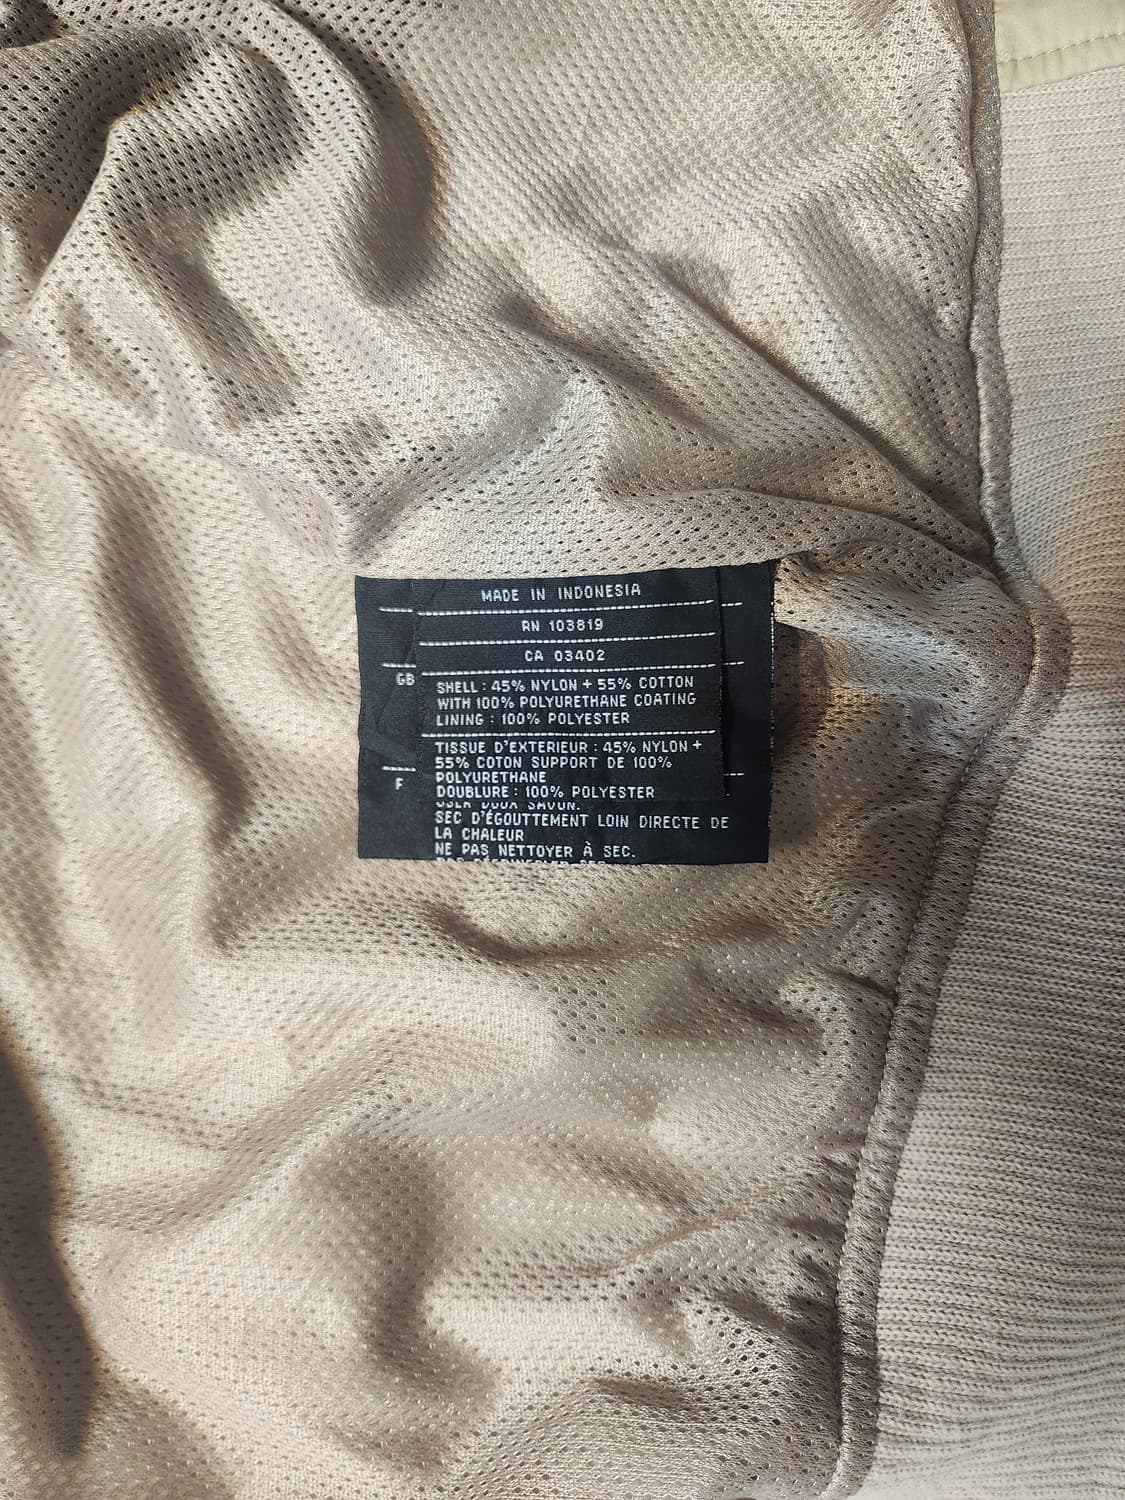 MADE IN INDONESIA
RN 103819
CA 03402
GB
SHELL : 45% NYLON + 55% COTTON
WITH 100% POLYURETHANE COATING
LINING : 100% POLYESTER
TISSUE D'EXTERIEUR : 45% NYLON +
55% COTON SUPPORT DE 100%
POLYURETHANE
F
DOUBLURE : 100% POLYESTER
DOUX SAVON.
SEC D'ÉGOUTTEMENT LOIN DIRECTE DE
LA CHALEUR
NE PAS NETTOYER À SEC.